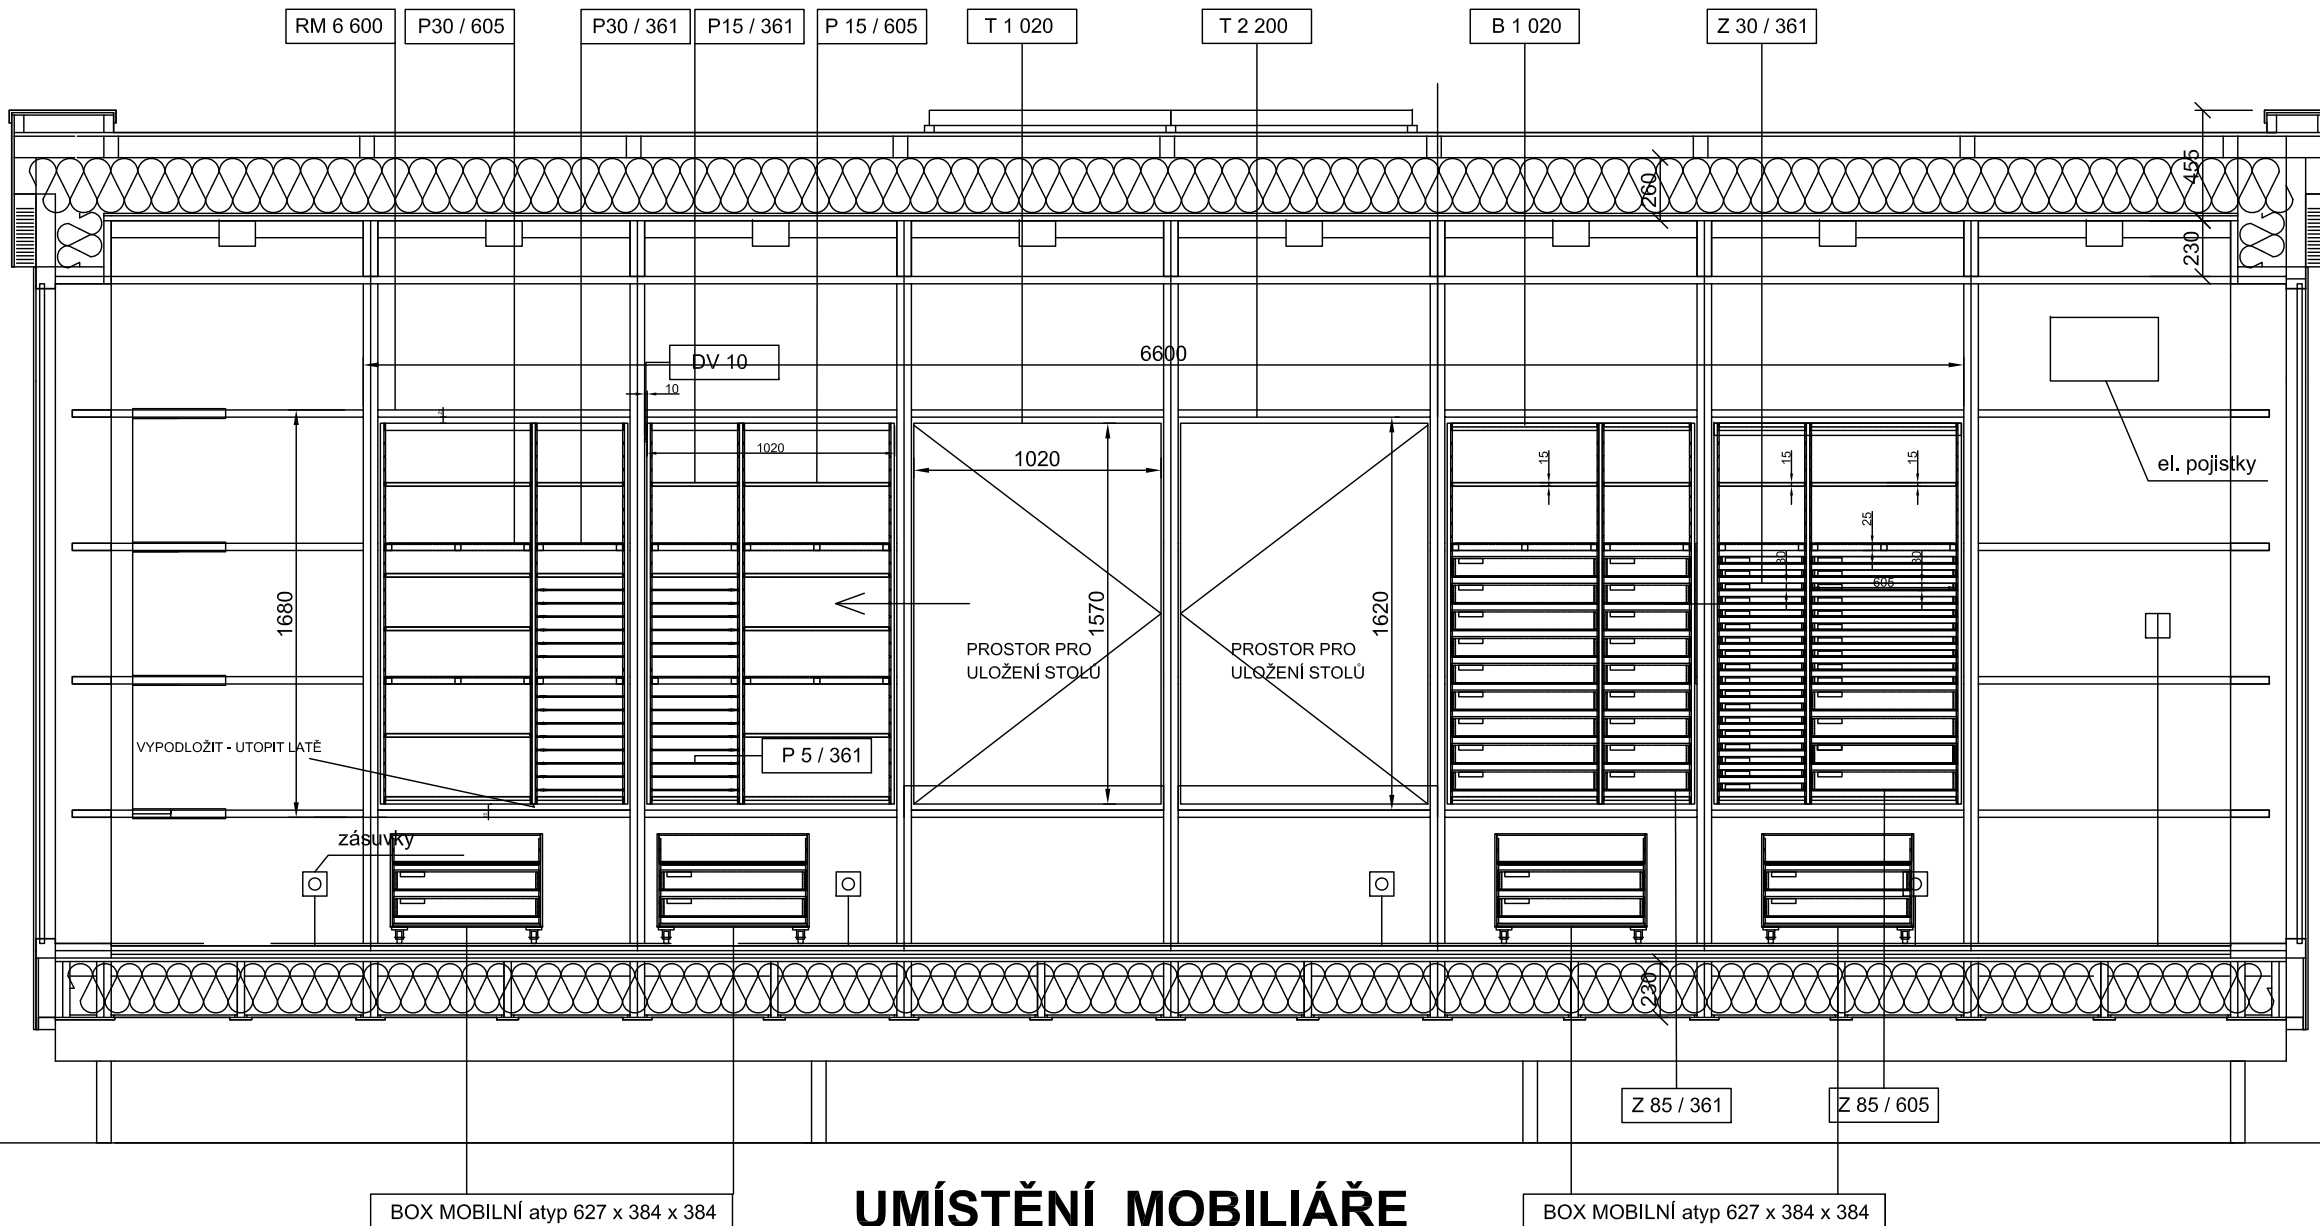 RM 6 600
P30 / 605
P30 / 361
P15 / 361
P 15 / 605
T 1 020
T 2 200
B 1 020
Z 30 / 361
455
260
230
6600
DV 10
10
1020
1020
15
15
15
el. pojistky
25
30
30
605
1680
1570
1620
PROSTOR PRO
ULOŽENÍ STOLŮ
PROSTOR PRO
ULOŽENÍ STOLŮ
VYPODLOŽIT - UTOPIT LATĚ
P 5 / 361
zásuvky
230
Z 85 / 361
Z 85 / 605
BOX MOBILNÍ atyp 627 x 384 x 384
UMÍSTĚNÍ MOBILIÁŘE
BOX MOBILNÍ atyp 627 x 384 x 384